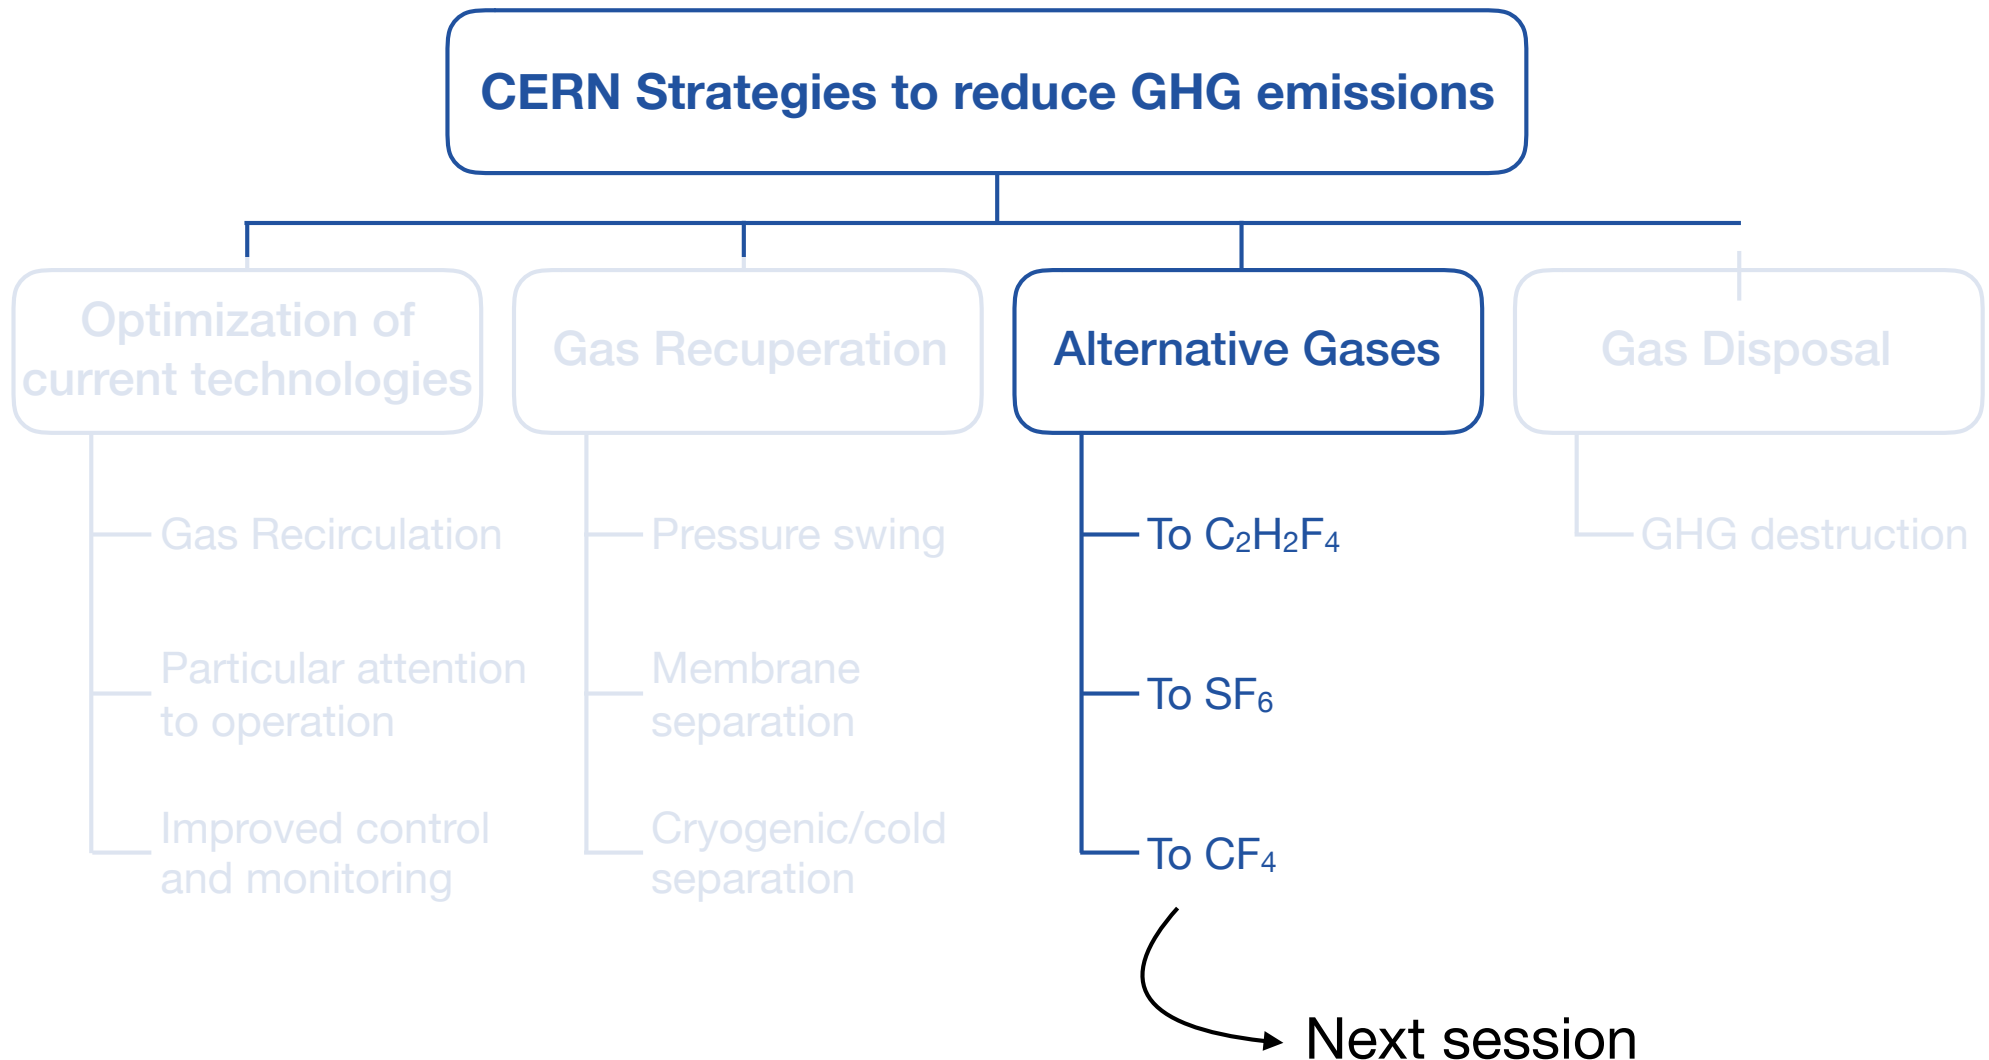 CERN Strategies to reduce GHG emissions
Optimization of
current technologies
Gas Recirculation
Particular attention
to operation
Improved control
and monitoring
Gas Recuperation
Pressure swing
Membrane
separation
Cryogenic/cold
separation
Alternative Gases
To C₂H₂F₄
To SF₆
To CF₄
Next session
Gas Disposal
GHG destruction